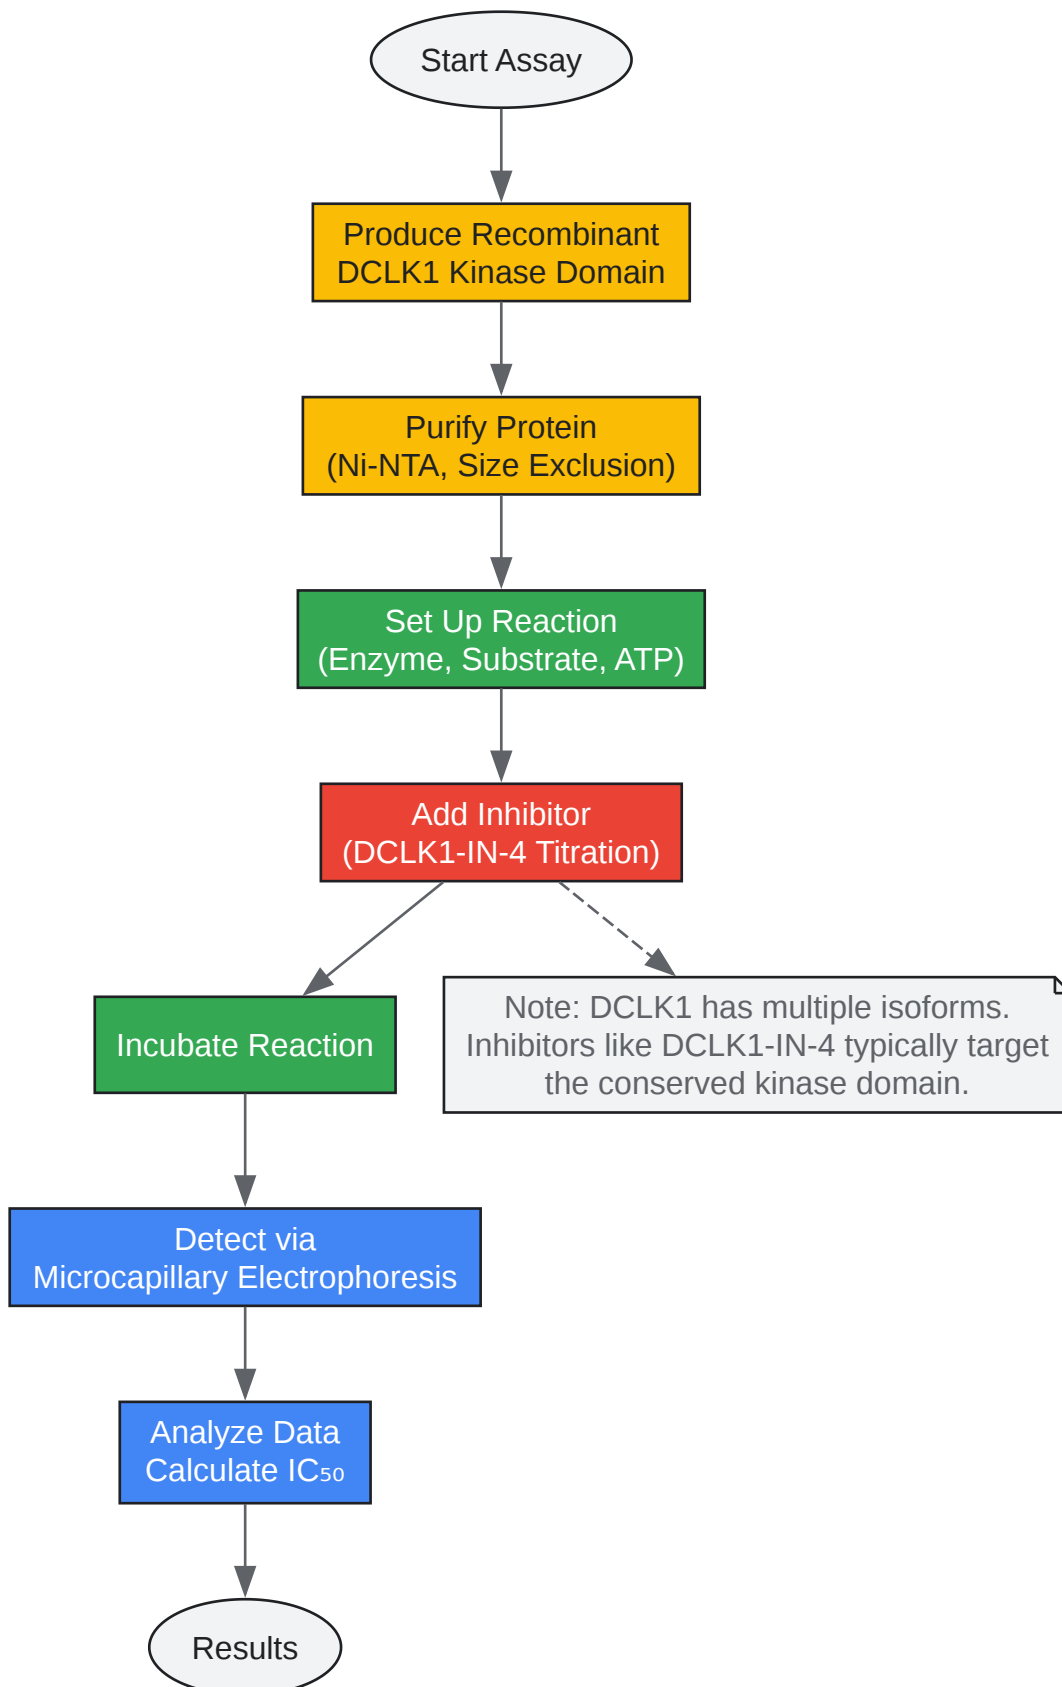 Start Assay
Produce Recombinant
DCLK1 Kinase Domain
Purify Protein
(Ni-NTA, Size Exclusion)
Set Up Reaction
(Enzyme, Substrate, ATP)
Add Inhibitor
(DCLK1-IN-4 Titration)
Incubate Reaction
Note: DCLK1 has multiple isoforms.
Inhibitors like DCLK1-IN-4 typically target
the conserved kinase domain.
Detect via
Microcapillary Electrophoresis
Analyze Data
Calculate IC₅₀
Results